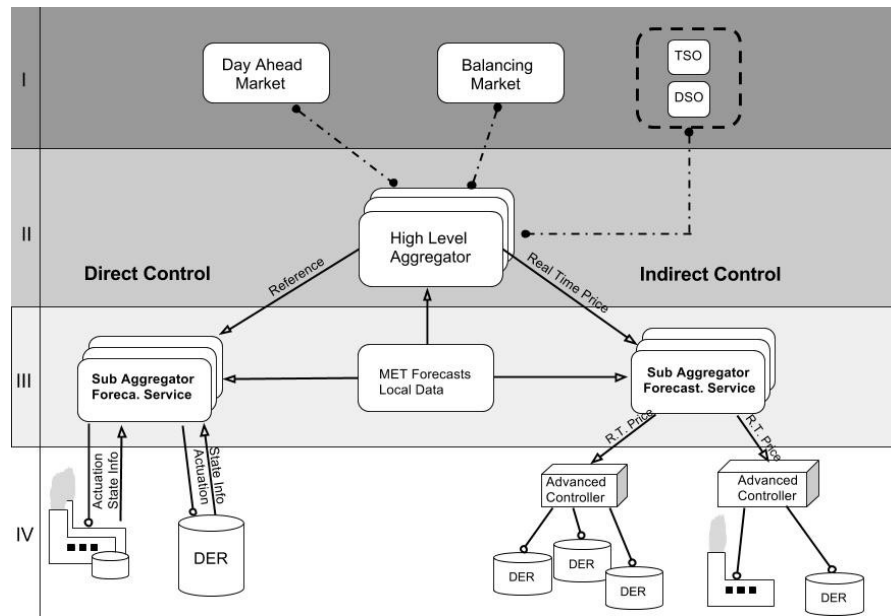 I
Day Ahead
Market
Balancing
Market
TSO
DSO
II
High Level
Aggregator
Direct Control
Reference
Real Time Price
Indirect Control
III
Sub Aggregator
Foreca. Service
MET Forecasts
Local Data
Sub Aggregator
Forecast. Service
R.T. Price
R.T. Price
IV
Actuation
State Info
Actuation
State Info
DER
Advanced
Controller
DER
DER
DER
Advanced
Controller
DER